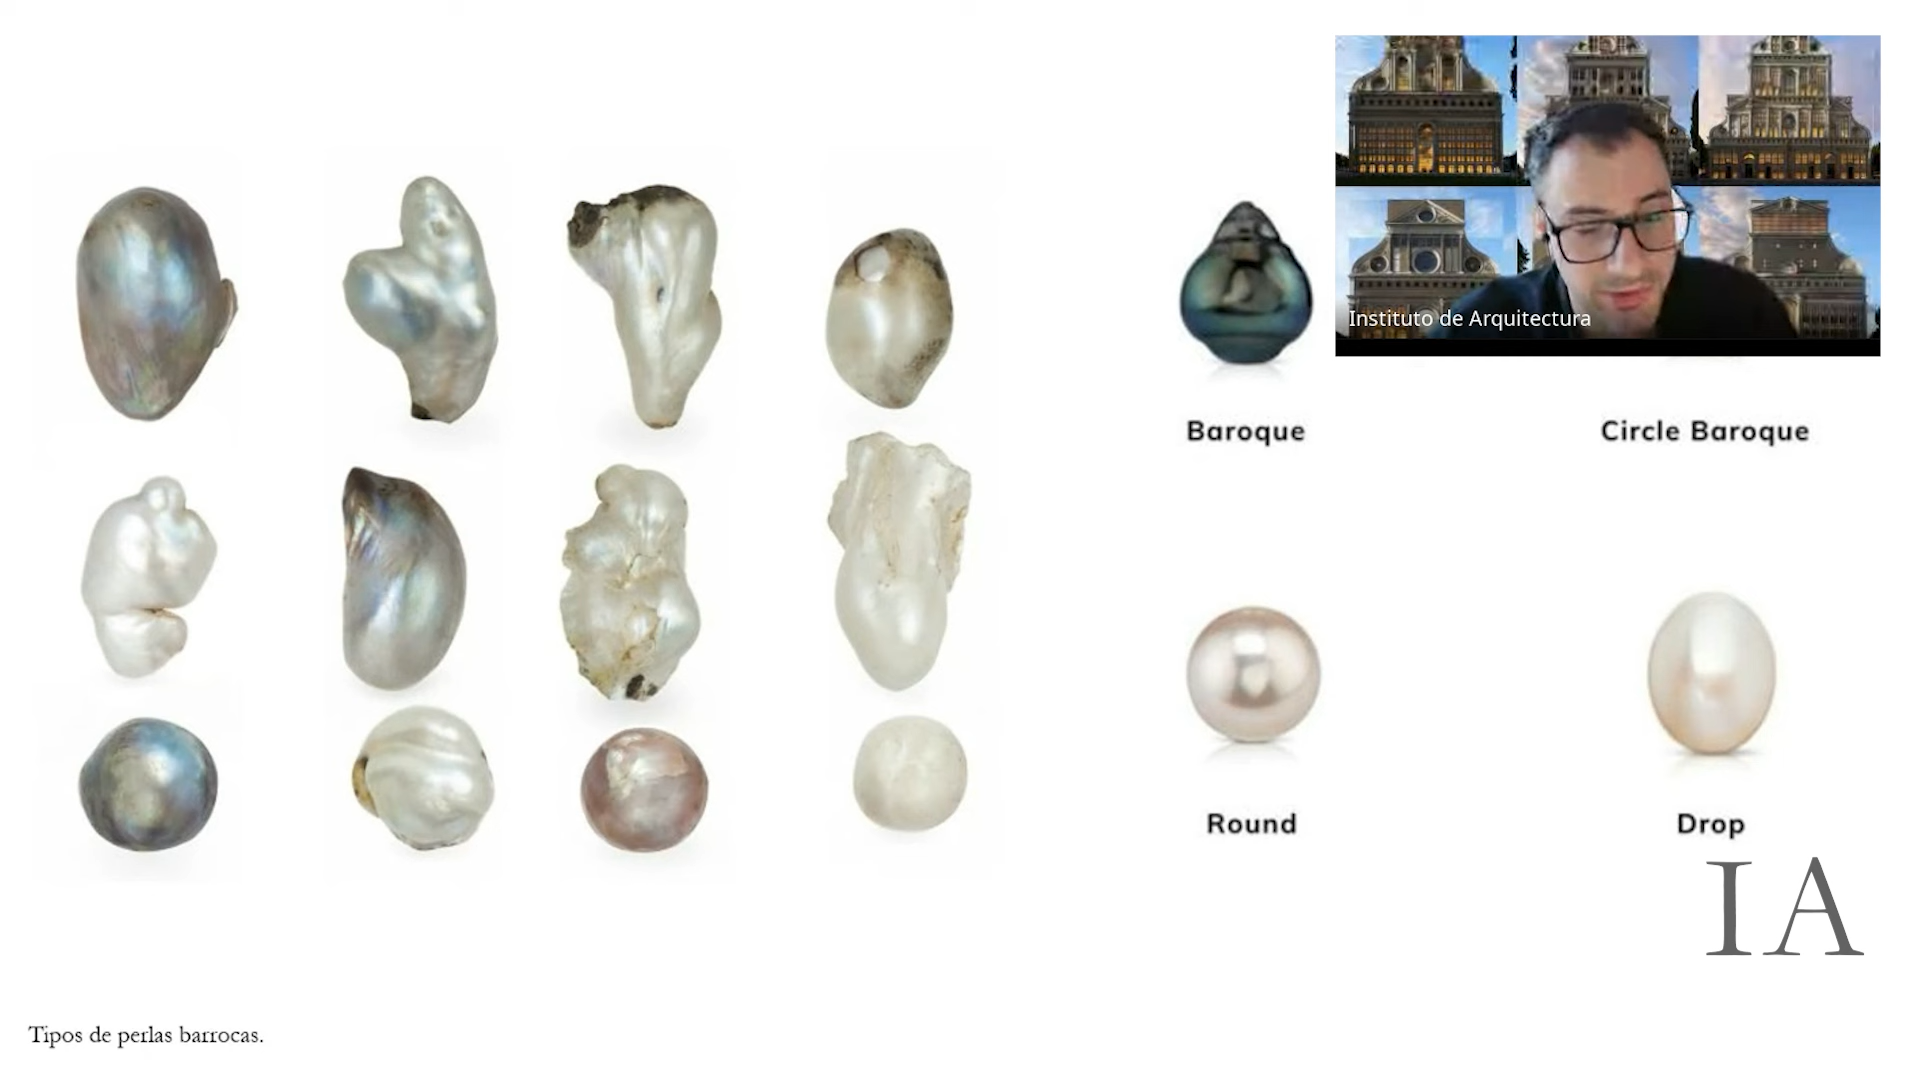 Instituto de Arquitectura
Baroque
Circle Baroque
Round
Drop
IA
Tipos de perlas barrocas.